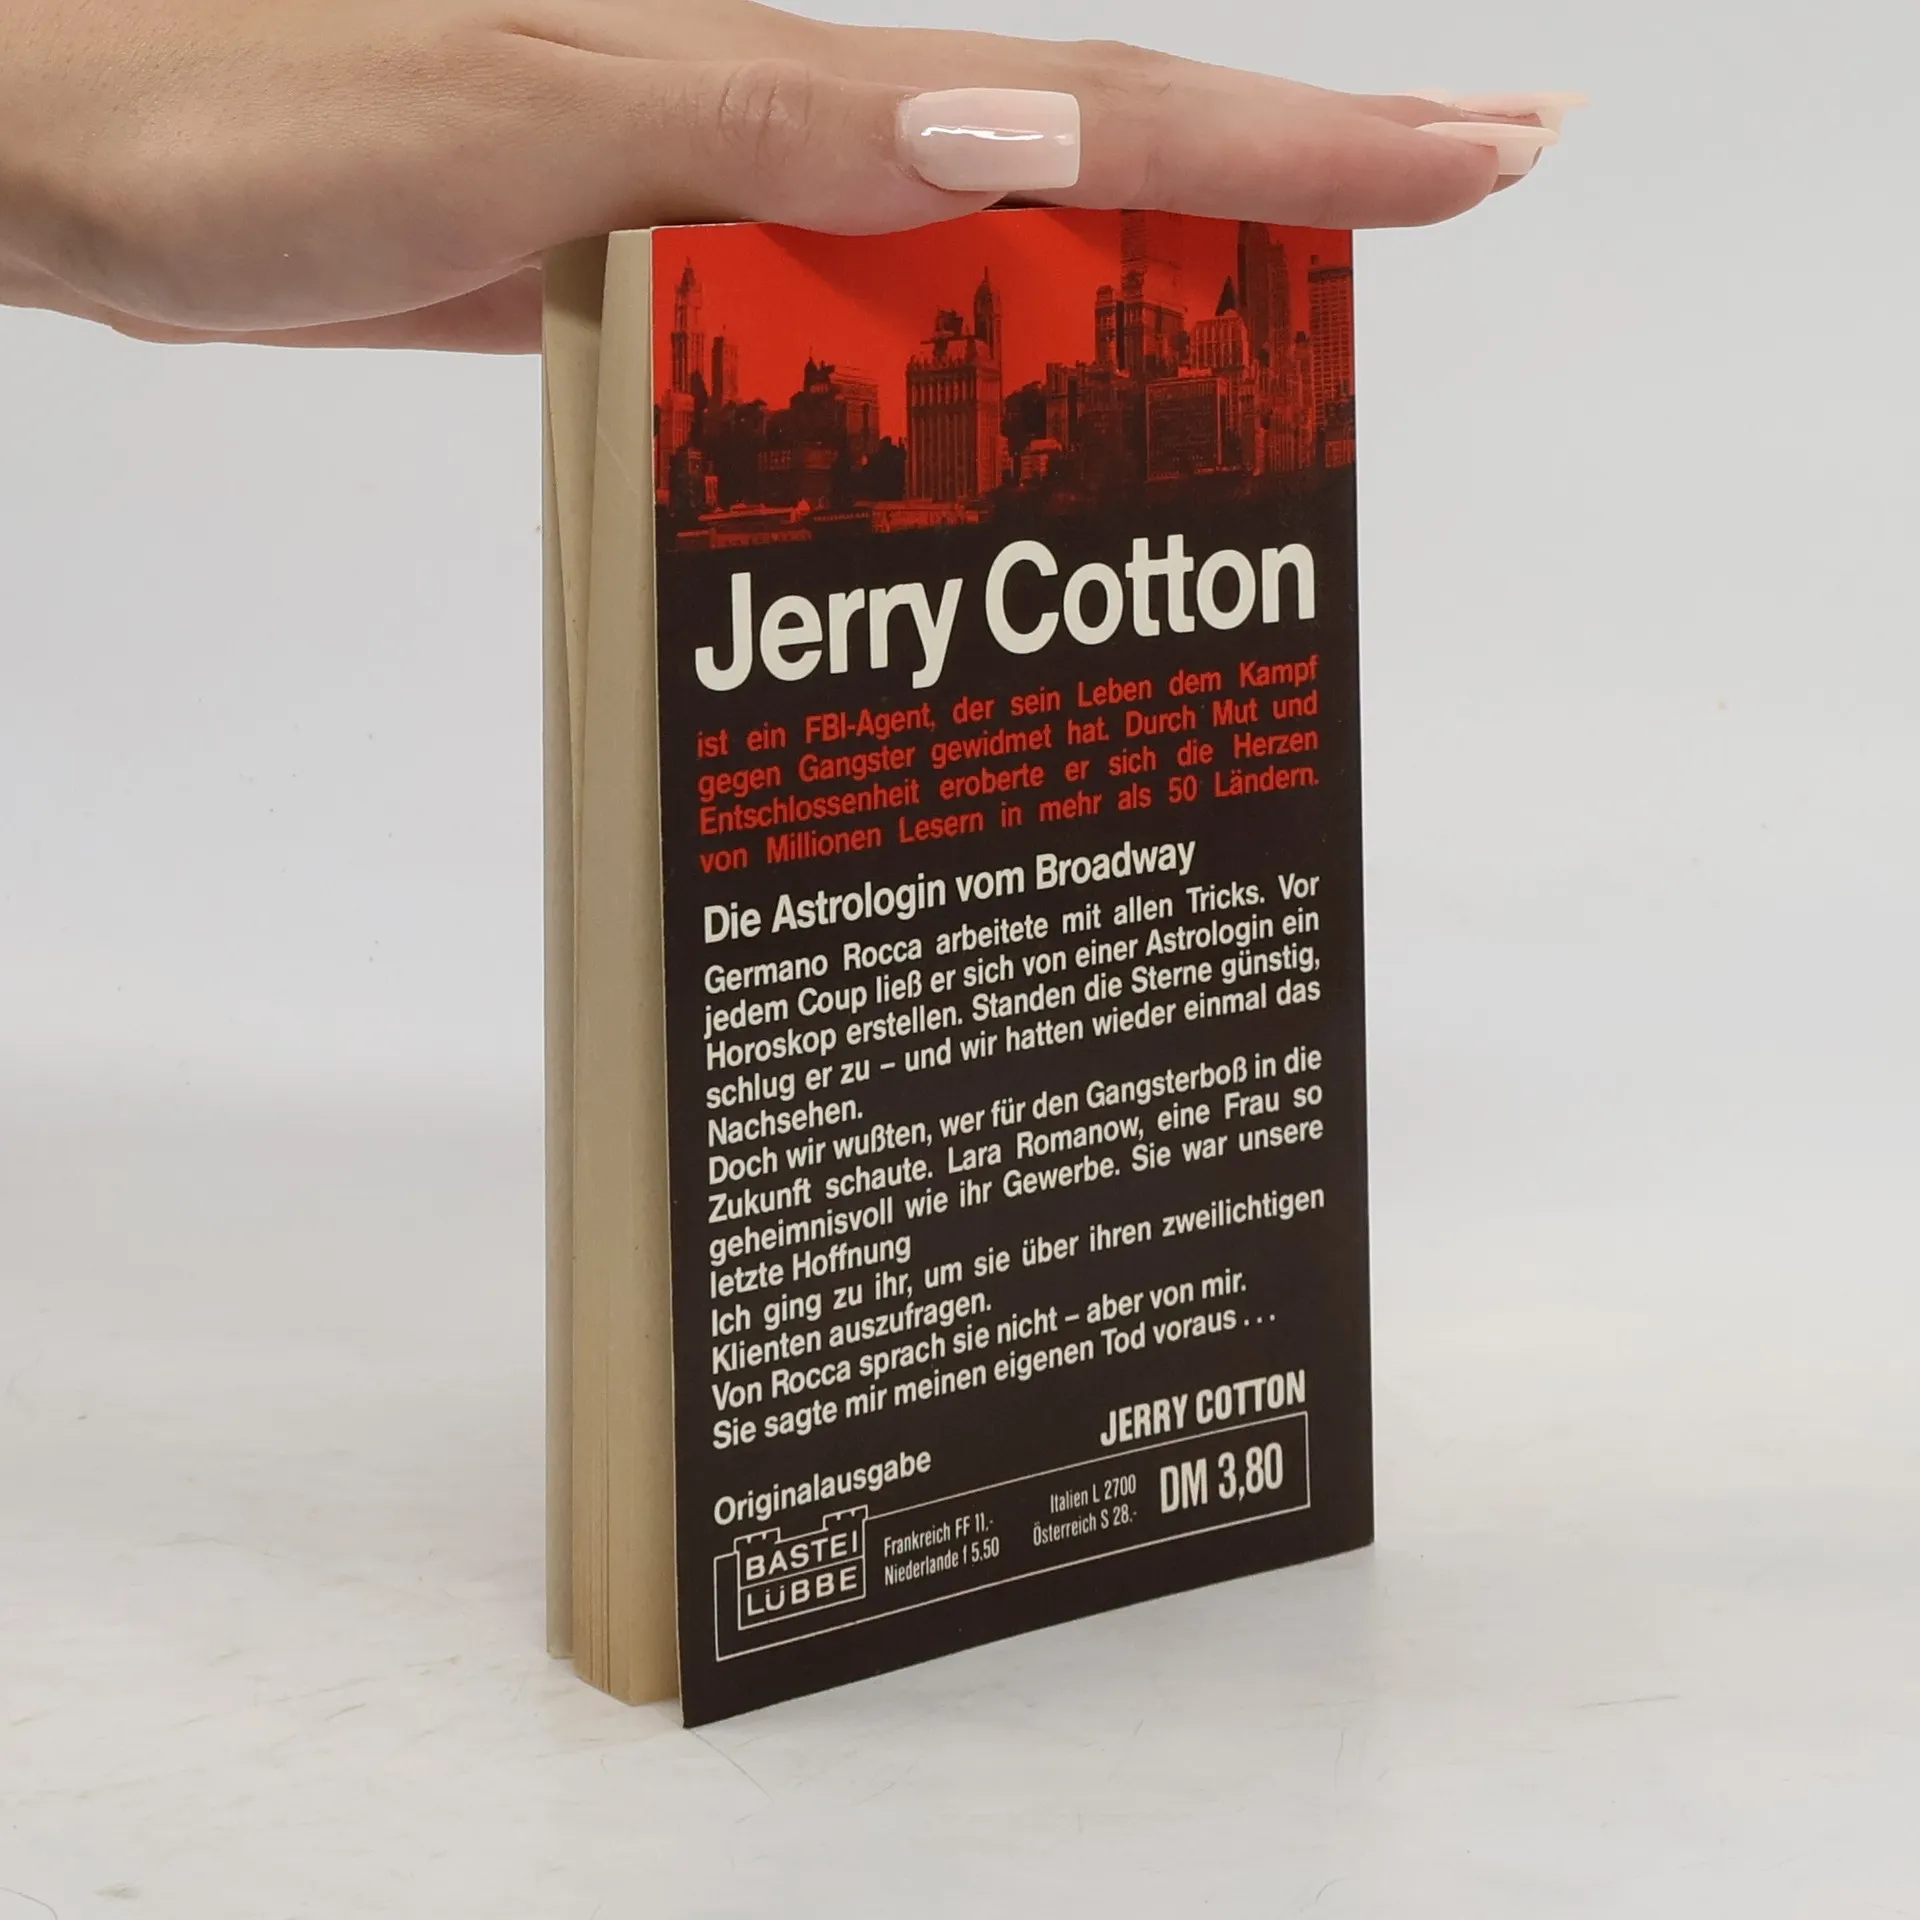 Jerry Cotton
ist ein FBI-Agent, der sein Leben dem Kampf
gegen Gangster gewidmet hat. Durch Mut und
Entschlossenheit eroberte er sich die Herzen
von Millionen Lesern in mehr als 50 Ländern.
Die Astrologin vom Broadway
Germano Rocca arbeitete mit allen Tricks. Vor
jedem Coup ließ er sich von einer Astrologin ein
Horoskop erstellen. Standen die Sterne günstig,
schlug er zu – und wir hatten wieder einmal das
Nachsehen.
Doch wir wußten, wer für den Gangsterboß in die
Zukunft schaute. Lara Romanow, eine Frau so
geheimnisvoll wie ihr Gewerbe. Sie war unsere
letzte Hoffnung
Ich ging zu ihr, um sie über ihren zweilichtigen
Klienten auszufragen.
Von Rocca sprach sie nicht – aber von mir.
Sie sagte mir meinen eigenen Tod voraus . . .
JERRY COTTON
Originalausgabe
BASTEI
LÜBBE
Frankreich FF 11.-
Niederlande f 5,50
Italien L 2700
Österreich S 28.-
DM 3,80